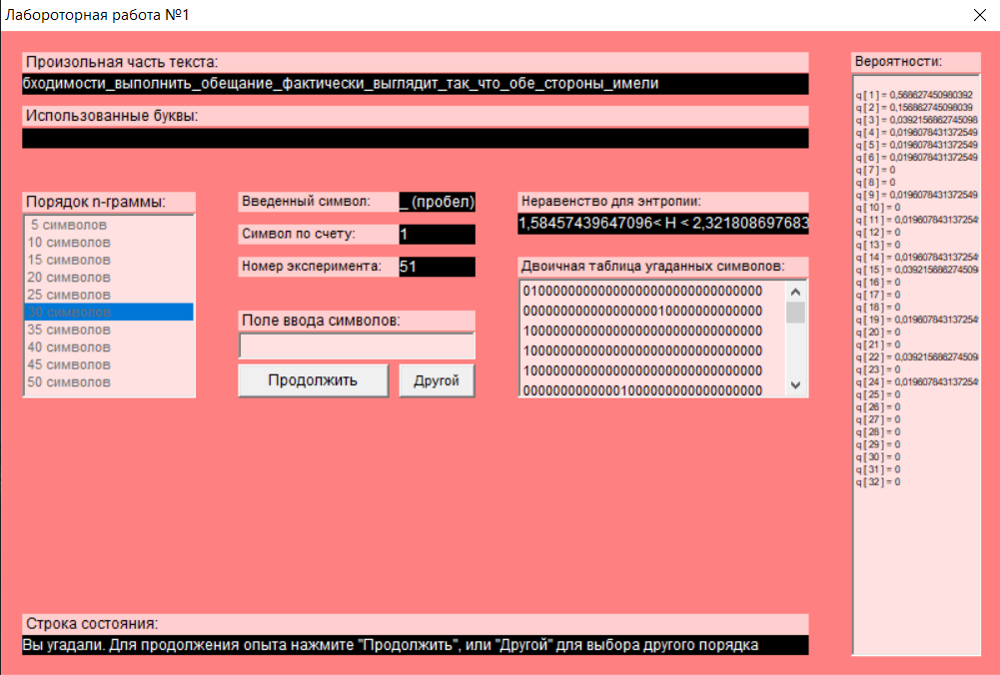 Лабороторная работа №1
Произольная часть текста:
бходимости_выполнить_обещание_фактически_выглядит_так_что_обе_стороны_имели
Использованные буквы:
Порядок n-граммы:
5 символов
10 символов
15 символов
20 символов
25 символов
30 символов
35 символов
40 символов
45 символов
50 символов
Введенный символ: _ (пробел)
Символ по счету: 1
Номер эксперимента: 51
Поле ввода символов:
Продолжить Другой
Неравенство для энтропии:
1,58457439647096< H < 2,321808697683
Двоичная таблица угаданных символов:
01000000000000000000000000000000
00000000000000000010000000000000
10000000000000000000000000000000
10000000000000000000000000000000
10000000000000000000000000000000
00000000000000100000000000000000
Вероятности:
q[1] = 0,568627450980392
q[2] = 0,156862745098039
q[3] = 0,0392156862745098
q[4] = 0,0196078431372549
q[5] = 0,0196078431372549
q[6] = 0,0196078431372549
q[7] = 0
q[8] = 0
q[9] = 0,0196078431372549
q[10] = 0
q[11] = 0,019607843137254
q[12] = 0
q[13] = 0
q[14] = 0,019607843137254
q[15] = 0,039215686274509
q[16] = 0
q[17] = 0
q[18] = 0
q[19] = 0,019607843137254
q[20] = 0
q[21] = 0
q[22] = 0,039215686274509
q[23] = 0
q[24] = 0,019607843137254
q[25] = 0
q[26] = 0
q[27] = 0
q[28] = 0
q[29] = 0
q[30] = 0
q[31] = 0
q[32] = 0
Строка состояния:
Вы угадали. Для продолжения опыта нажмите "Продолжить", или "Другой" для выбора другого порядка